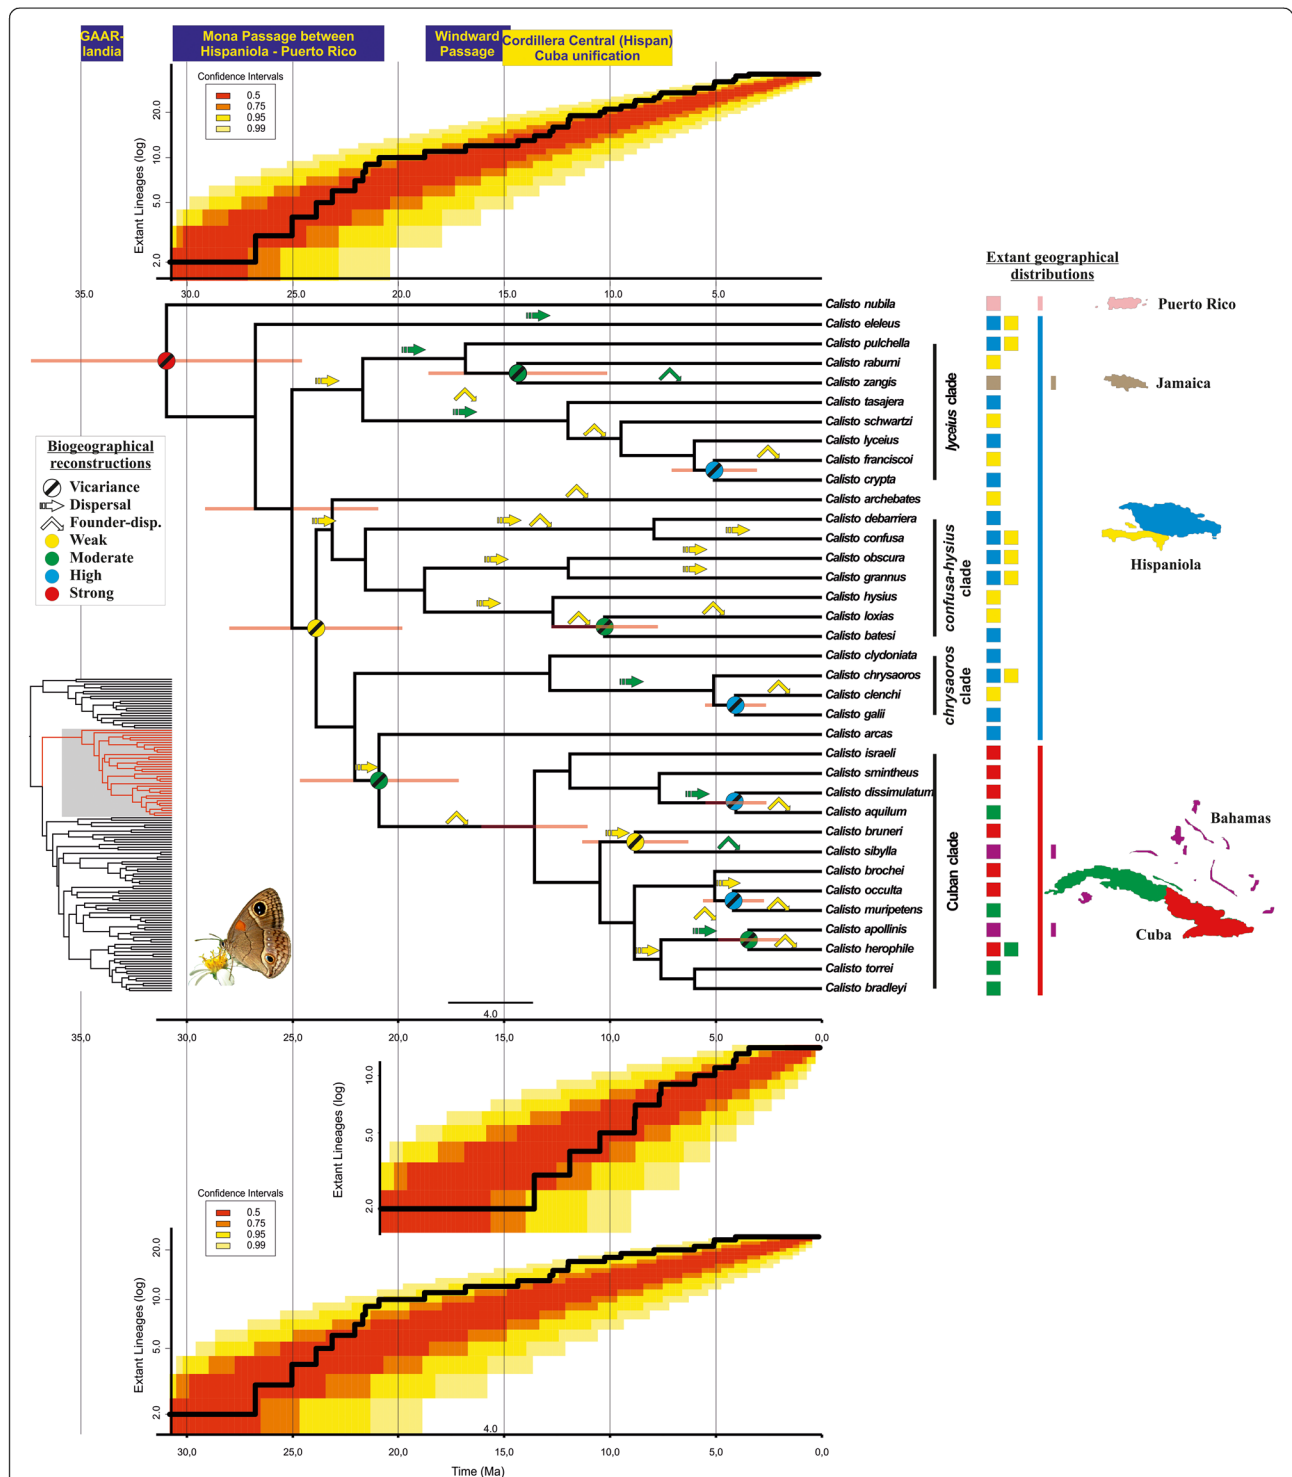 GAAR-
landia
Mona Passage between
Hispaniola - Puerto Rico
Windward
Passage
Cordillera Central (Hispan)
Cuba unification
Confidence Intervals
0.5
0.75
0.95
0.99
Extant Lineages (log)
20.0
10.0
5.0
2.0
35.0
30.0
25.0
20.0
15.0
10.0
5.0
Extant geographical
distributions
Calisto nubila
Calisto eleleus
Calisto pulchella
Calisto raburni
Calisto zangis
Calisto tasajera
Calisto schwartzi
Calisto lyceius
Calisto franciscoi
Calisto crypta
Calisto archebates
Calisto debarriera
Calisto confusa
Calisto obscura
Calisto grannus
Calisto hysius
Calisto loxias
Calisto batesi
Calisto clydoniata
Calisto chrysaoros
Calisto clenchi
Calisto galii
Calisto arcas
Calisto israeli
Calisto smintheus
Calisto dissimulatum
Calisto aquilum
Calisto bruneri
Calisto sibylla
Calisto brochei
Calisto occulta
Calisto muripetens
Calisto apollinis
Calisto herophile
Calisto torrei
Calisto bradleyi
lyceius clade
confusa-hysius
clade
chrysaoros
clade
Cuban clade
Puerto Rico
Jamaica
Hispaniola
Bahamas
Cuba
Biogeographical
reconstructions
Vicariance
Dispersal
Founder-disp.
Weak
Moderate
High
Strong
4.0
35,0
30,0
25,0
20,0
15,0
10,0
5,0
0,0
Extant Lineages (log)
10.0
5.0
2.0
Confidence Intervals
0.5
0.75
0.95
0.99
Extant Lineages (log)
20.0
10.0
5.0
2.0
4.0
30,0
25,0
20,0
15,0
10,0
5,0
0,0
Time (Ma)